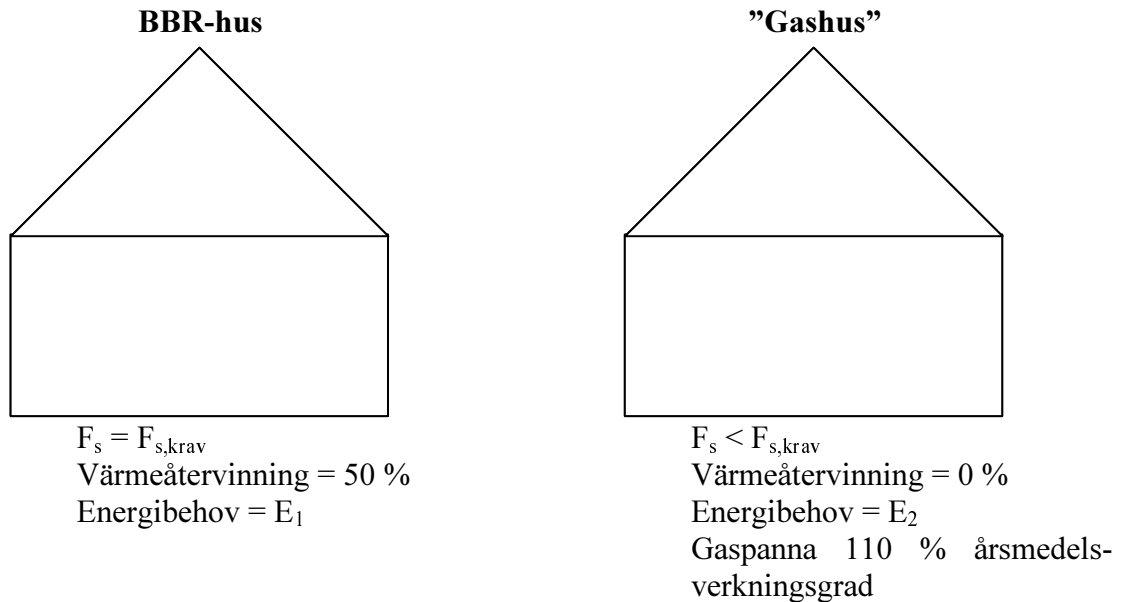 BBR-hus
”Gashus”
F_s = F_s,krav
Värmeåtervinning = 50 %
Energibehov = E_1
F_s < F_s,krav
Värmeåtervinning = 0 %
Energibehov = E_2
Gaspanna 110 % årsmedels-
verkningsgrad